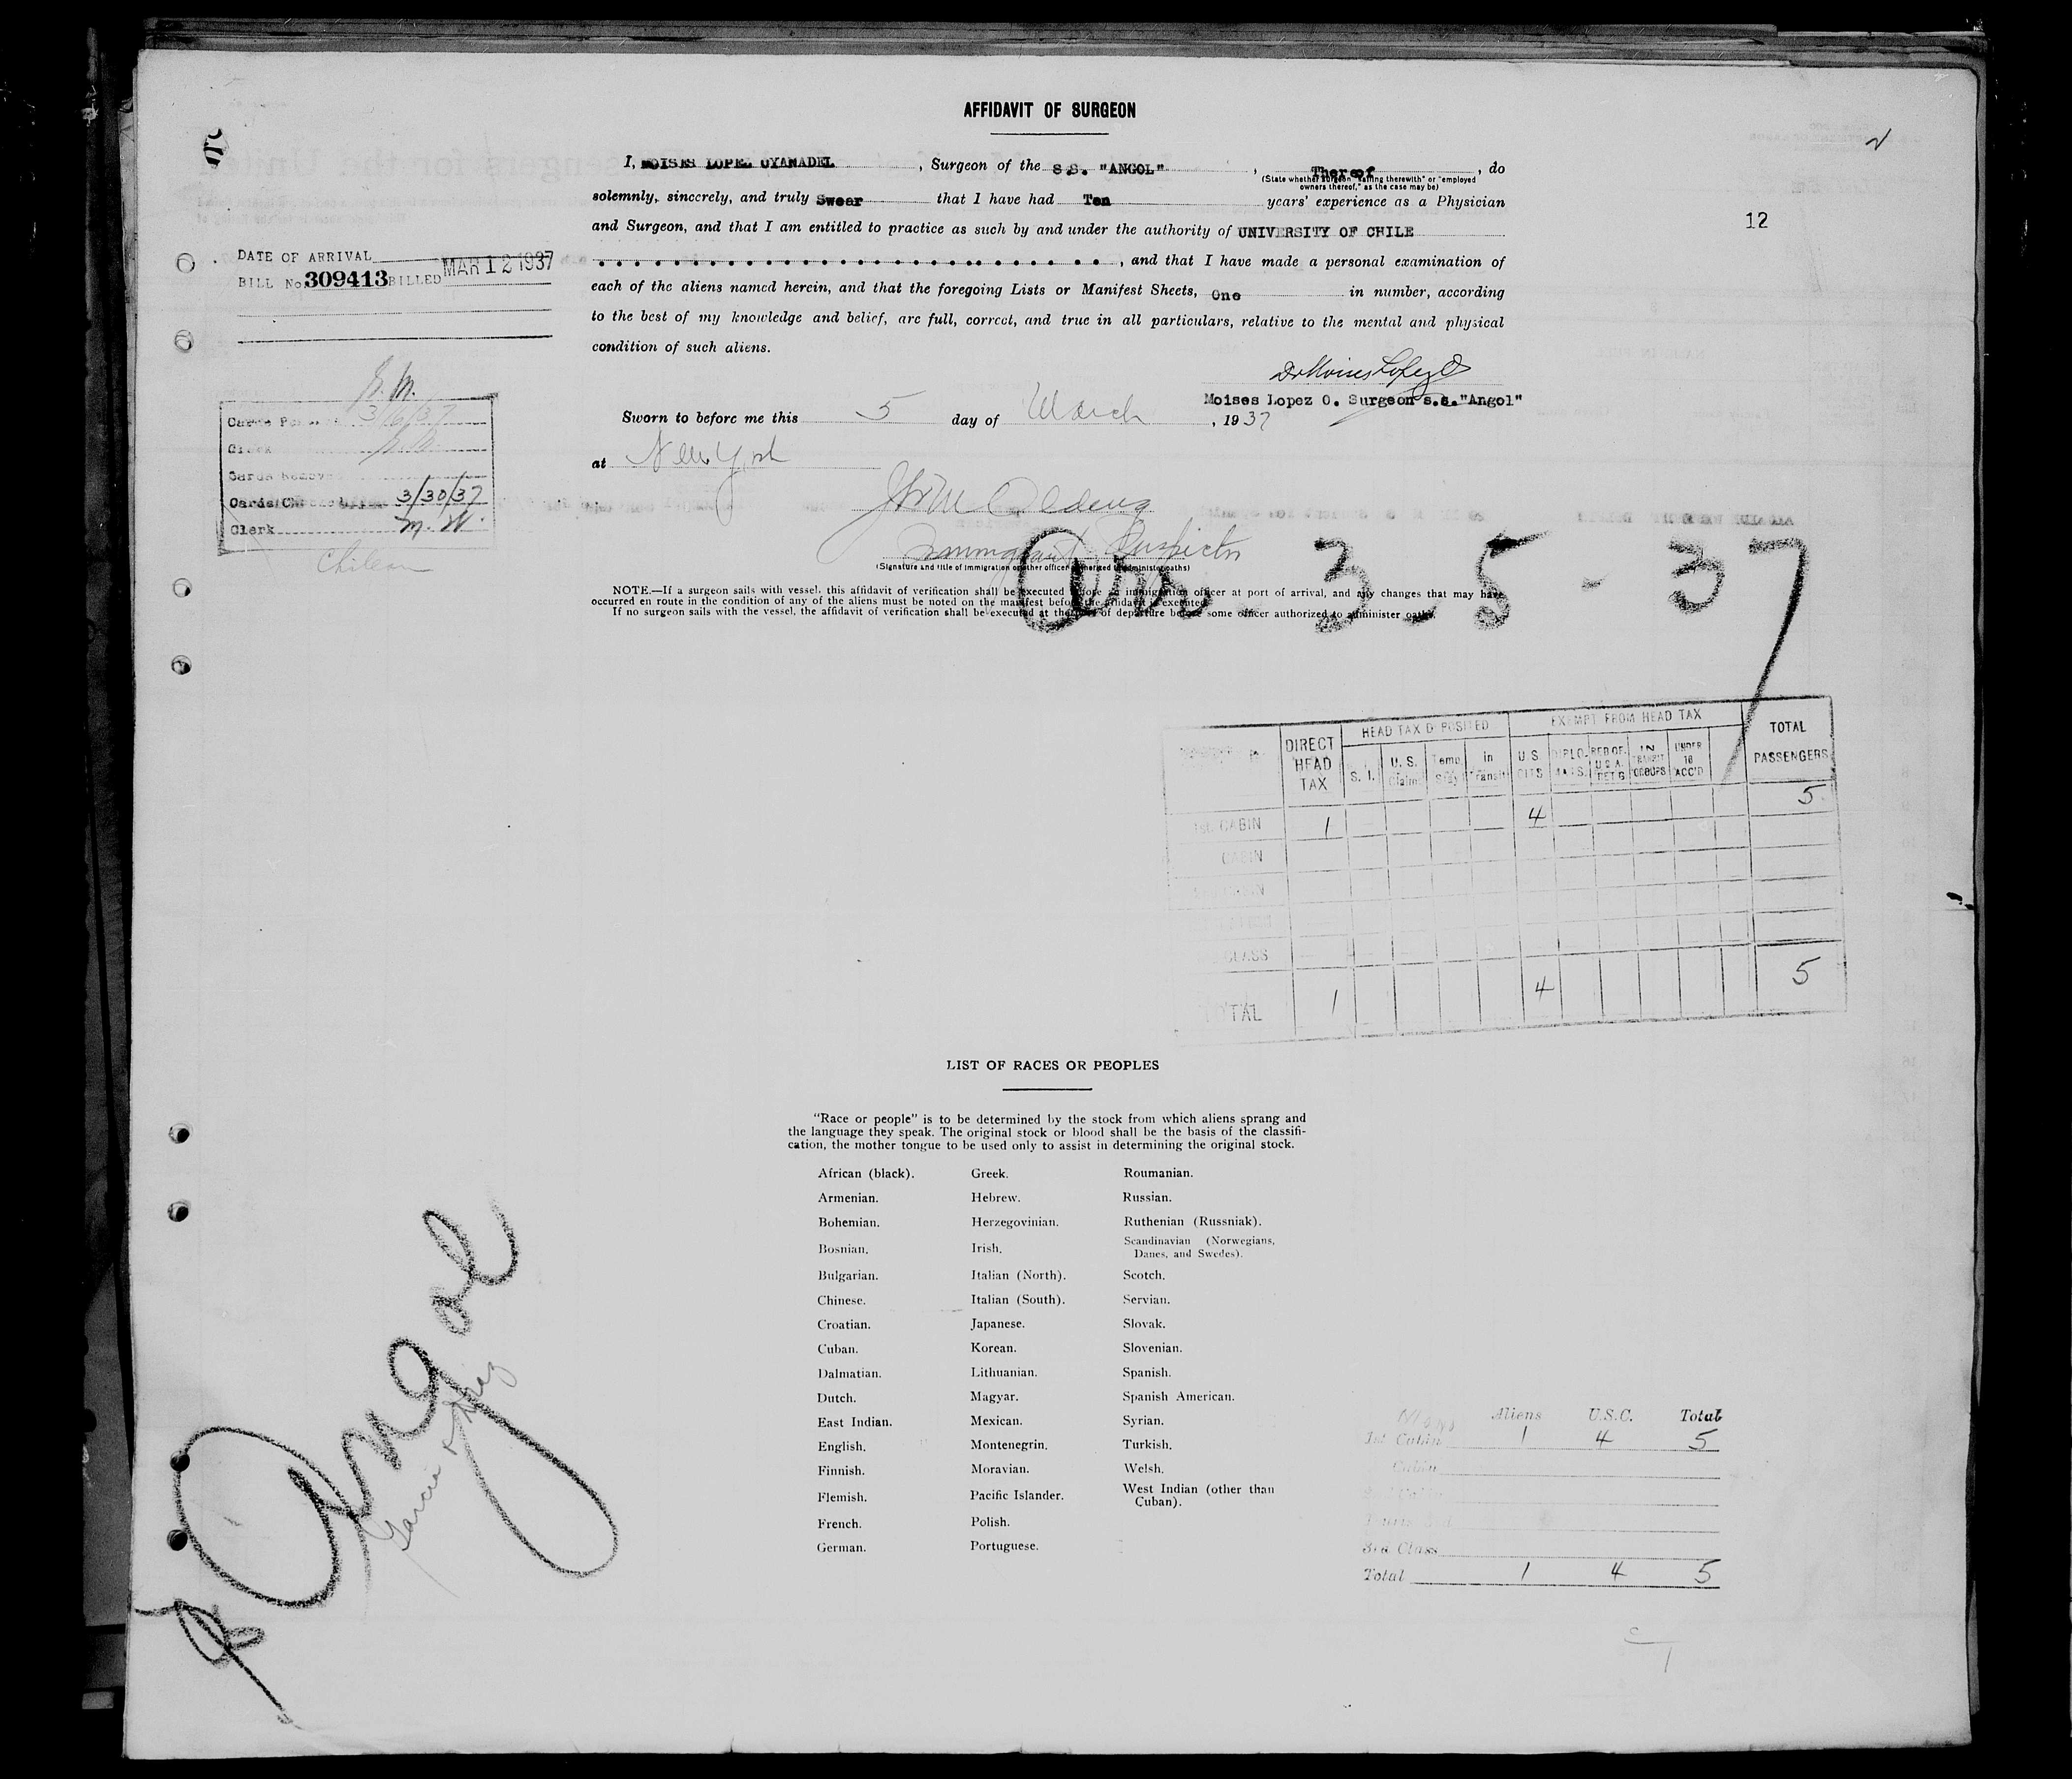 AFFIDAVIT OF SURGEON
I, MOISES LOPEZ OYANADEL, Surgeon of the S.S. "ANGOL", Thereof, do
(State whether surgeon "sailing therewith" or "employed
owners thereof," as the case may be)
solemnly, sincerely, and truly Swear that I have had Ten years' experience as a Physician
and Surgeon, and that I am entitled to practice as such by and under the authority of UNIVERSITY OF CHILE
, and that I have made a personal examination of
each of the aliens named herein, and that the foregoing Lists or Manifest Sheets, One in number, according
to the best of my knowledge and belief, are full, correct, and true in all particulars, relative to the mental and physical
condition of such aliens.
12
DATE OF ARRIVAL
BILL No. 309413 BILLED MAR 12 1937
Dr Moises Lopez O
Moises Lopez O. Surgeon s.s. "Angol"
Sworn to before me this 5 day of March, 1937
at New York
Immigrant Inspector
(Signature and title of immigration or other officer authorized to administer oaths)
3/16/37
Clerk
3/30/37
Clerk M. W.
Chilean
Arr. 3-5-37
NOTE.—If a surgeon sails with vessel, this affidavit of verification shall be executed before an immigration officer at port of arrival, and any changes that may have
occurred en route in the condition of any of the aliens must be noted on the manifest before the affidavit is executed.
If no surgeon sails with the vessel, the affidavit of verification shall be executed at the port of departure before some officer authorized to administer oaths.
DIRECT HEAD TAX HEAD TAX DEPOSITED EXEMPT FROM HEAD TAX TOTAL PASSENGERS
S. I. U. S. Claim Temp Stay in Transit U.S. CITS DIPLOMATS. RED OF. U.S.A. RET'G IN TRANSIT GROUPS UNDER 16 ACC'D
1st CABIN 1 4 5
CABIN
CLASS
TOTAL 1 4 5
LIST OF RACES OR PEOPLES
"Race or people" is to be determined by the stock from which aliens sprang and
the language they speak. The original stock or blood shall be the basis of the classifi-
cation, the mother tongue to be used only to assist in determining the original stock.
African (black). Greek. Roumanian.
Armenian. Hebrew. Russian.
Bohemian. Herzegovinian. Ruthenian (Russniak).
Bosnian. Irish. Scandinavian (Norwegians,
Danes, and Swedes).
Bulgarian. Italian (North). Scotch.
Chinese. Italian (South). Servian.
Croatian. Japanese. Slovak.
Cuban. Korean. Slovenian.
Dalmatian. Lithuanian. Spanish.
Dutch. Magyar. Spanish American.
East Indian. Mexican. Syrian.
English. Montenegrin. Turkish.
Finnish. Moravian. Welsh.
Flemish. Pacific Islander. West Indian (other than
Cuban).
French. Polish.
German. Portuguese.
Angol
Aliens U.S.C. Total
1st Cabin 1 4 5
Cabin
3rd Class
Total 1 4 5